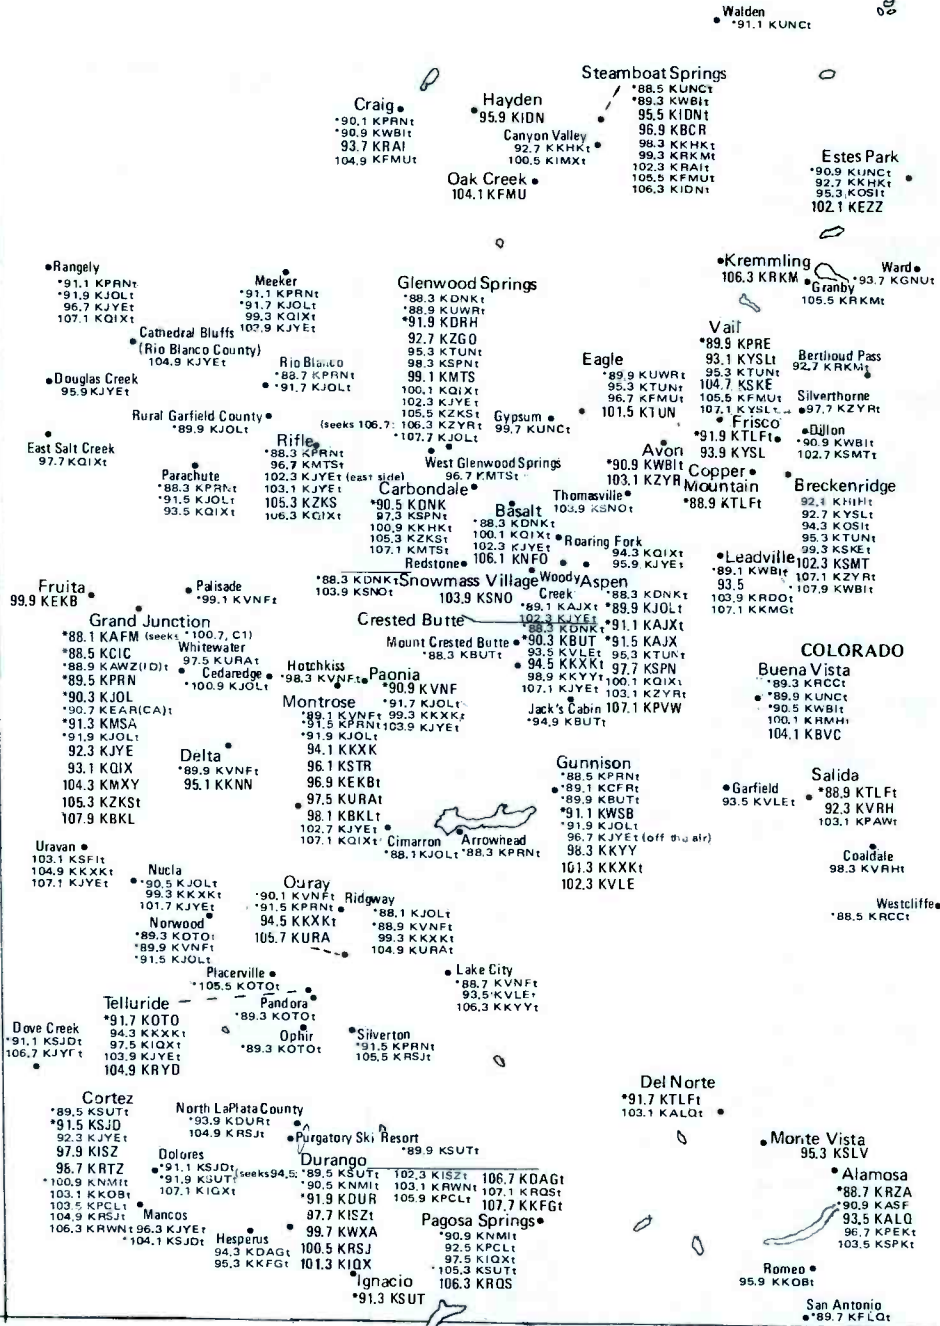 Walden
*91.1 KUNCt
Steamboat Springs
*88.5 KUNCt
*89.3 KWBIt
95.5 KIDNt
96.9 KBCR
98.3 KKHKt
99.3 KRKMt
102.3 KRAIt
105.5 KFMUt
106.3 KIDNt
Craig
*90.1 KPRNt
*90.9 KWBIt
93.7 KRAI
104.9 KFMUt
Hayden
95.9 KIDN
Canyon Valley
92.7 KKHKt
100.5 KIMXt
Oak Creek
104.1 KFMU
Estes Park
*90.9 KUNCt
92.7 KKHKt
95.3 KOSIt
102.1 KEZZ
Rangely
*91.1 KPRNt
*91.9 KJOLt
96.7 KJYEt
107.1 KQIXt
Meeker
*91.1 KPRNt
*91.7 KJOLt
99.3 KQIXt
103.9 KJYEt
Glenwood Springs
*88.3 KDNKt
*88.9 KUWRt
*91.9 KDRH
92.7 KZGO
95.3 KTUNt
98.3 KSPNt
99.1 KMTS
100.1 KQIXt
102.3 KJYEt
105.5 KZKSt
(seeks 106.7: 106.3 KZYRt
*107.7 KJOLt
Kremmling
106.3 KRKM
Granby
105.5 KRKMt
Ward
*93.7 KGNUt
Cathedral Bluffs
(Rio Blanco County)
104.9 KJYEt
Rio Blanco
*88.7 KPRNt
*91.7 KJOLt
Douglas Creek
95.9 KJYEt
Vail
*89.9 KPRE
93.1 KYSLt
95.3 KTUNt
104.7 KSKE
105.5 KFMUt
107.1 KYSLt
Berthoud Pass
92.7 KRKMt
Silverthorne
*97.7 KZYRt
Eagle
*89.9 KUWRt
95.3 KTUNt
96.7 KFMUt
101.5 KTUN
Gypsum
99.7 KUNCt
Rural Garfield County
*89.9 KJOLt
Frisco
*91.9 KTLFt
93.9 KYSL
Dillon
*90.9 KWBIt
102.7 KSMTt
East Salt Creek
97.7 KQIXt
Rifle
*88.3 KPRNt
96.7 KMTSt
102.3 KJYEt (east side)
103.1 KJYEt
105.3 KZKS
106.3 KQIXt
West Glenwood Springs
96.7 KMTSt
Avon
*90.9 KWBIt
103.1 KZYR
Copper
Mountain
*88.9 KTLFt
Parachute
*88.3 KPRNt
*91.5 KJOLt
93.5 KQIXt
Carbondale
*90.5 KDNK
97.3 KSPNt
100.9 KKHKt
105.3 KZKSt
107.1 KMTSt
Thomasville
103.9 KSNOt
Breckenridge
92.7 KYSLt
94.3 KOSIt
95.3 KTUNt
99.3 KSKEt
102.3 KSMT
107.1 KZYRt
*107.9 KWBIt
Basalt
*88.3 KDNKt
100.1 KQIXt
102.3 KJYEt
106.1 KNFO
Roaring Fork
94.3 KQIXt
95.9 KJYEt
Leadville
*89.1 KWBIt
93.5
103.9 KRDOt
107.1 KKMGt
Redstone
*88.3 KDNKt
103.9 KSNOt
Snowmass Village
103.9 KSNO
Woody
Creek
*89.1 KAJXt
102.3 KJYEt
Aspen
*88.3 KDNKt
*89.9 KJOLt
*91.1 KAJXt
*91.5 KAJX
95.3 KTUNt
97.7 KSPN
100.1 KQIXt
103.1 KZYRt
107.1 KPVW
Fruita
99.9 KEKB
Palisade
*99.1 KVNFt
Crested Butte
*88.3 KDNKt
*90.3 KBUT
93.5 KVLEt
94.5 KKXKt
98.9 KKYYt
107.1 KJYEt
Mount Crested Butte
*88.3 KBUTt
Grand Junction
*88.1 KAFM (seeks *100.7, C1)
*88.5 KCIC
*88.9 KAWZ(ID)t
*89.5 KPRN
*90.3 KJOL
*90.7 KEAR(CA)t
*91.3 KMSA
*91.9 KJOLt
92.3 KJYE
93.1 KQIX
104.3 KMXY
105.3 KZKSt
107.9 KBKL
Whitewater
97.5 KURAt
Cedaredge
*100.9 KJOLt
Hotchkiss
*98.3 KVNFt
Paonia
*90.9 KVNF
*91.7 KJOLt
99.3 KKXKt
103.9 KJYEt
COLORADO
Buena Vista
*89.3 KRCCt
*89.9 KUNCt
*90.5 KWBIt
100.1 KRMHt
104.1 KBVC
Jack's Cabin
*94.9 KBUTt
Montrose
*89.1 KVNFt
*91.5 KPRNt
*91.9 KJOLt
94.1 KKXK
96.1 KSTR
96.9 KEKBt
97.5 KURAt
98.1 KBKLt
102.7 KJYEt
107.1 KQIXt
Delta
*89.9 KVNFt
95.1 KKNN
Gunnison
*88.5 KPRNt
*89.1 KCFRt
*89.9 KBUTt
*91.1 KWSB
*91.9 KJOLt
96.7 KJYEt (off the air)
98.3 KKYY
101.3 KKXKt
102.3 KVLE
Garfield
93.5 KVLEt
Salida
*88.9 KTLFt
92.3 KVRH
103.1 KPAWt
Cimarron
*88.1 KJOLt
Arrowhead
*88.3 KPRNt
Uravan
103.1 KSFIt
104.9 KKXKt
107.1 KJYEt
Coaldale
98.3 KVRHt
Nucla
*90.5 KJOLt
99.3 KKXKt
101.7 KJYEt
Ouray
*90.1 KVNFt
*91.5 KPRNt
94.5 KKXKt
105.7 KURA
Ridgway
*88.1 KJOLt
*88.9 KVNFt
99.3 KKXKt
104.9 KURAt
Westcliffe
*88.5 KRCCt
Norwood
*89.3 KOTOt
*89.9 KVNFt
*91.5 KJOLt
Placerville
*105.5 KOTOt
Lake City
*88.7 KVNFt
93.5 KVLEt
106.3 KKYYt
Telluride
*91.7 KOTO
94.3 KKXKt
97.5 KIQXt
103.9 KJYEt
104.9 KRYD
Pandora
*89.3 KOTOt
Ophir
*89.3 KOTOt
Silverton
*91.5 KPRNt
105.5 KRSJt
Dove Creek
*91.1 KSJDt
106.7 KJYEt
Del Norte
*91.7 KTLFt
103.1 KALQt
Cortez
*89.5 KSUTt
*91.5 KSJD
92.3 KJYEt
97.9 KISZ
98.7 KRTZ
*100.9 KNMIt
103.1 KKOBt
103.5 KPCLt
104.9 KRSJt
106.3 KRWNt
North LaPlata County
*93.9 KDURt
104.9 KRSJt
Purgatory Ski Resort
*89.9 KSUTt
Monte Vista
95.3 KSLV
Dolores
*91.1 KSJDt
*91.9 KSUTt
107.1 KIQXt
Durango
(seeks94.5: *89.5 KSUTt
*90.5 KNMIt
*91.9 KDUR
97.7 KISZt
99.7 KWXA
100.5 KRSJ
101.3 KIQX
102.3 KISZt
103.1 KRWNt
105.9 KPCLt
106.7 KDAGt
107.1 KRQSt
107.7 KKFGt
Alamosa
*88.7 KRZA
*90.9 KASF
93.5 KALQ
96.7 KPEKt
103.5 KSPKt
Mancos
96.3 KJYEt
*104.1 KSJDt
Hesperus
94.3 KDAGt
95.3 KKFGt
Pagosa Springs
*90.9 KNMIt
92.5 KPCLt
97.5 KIQXt
*105.3 KSUTt
106.3 KRQS
Ignacio
*91.3 KSUT
Romeo
95.9 KKOBt
San Antonio
*89.7 KFLQt